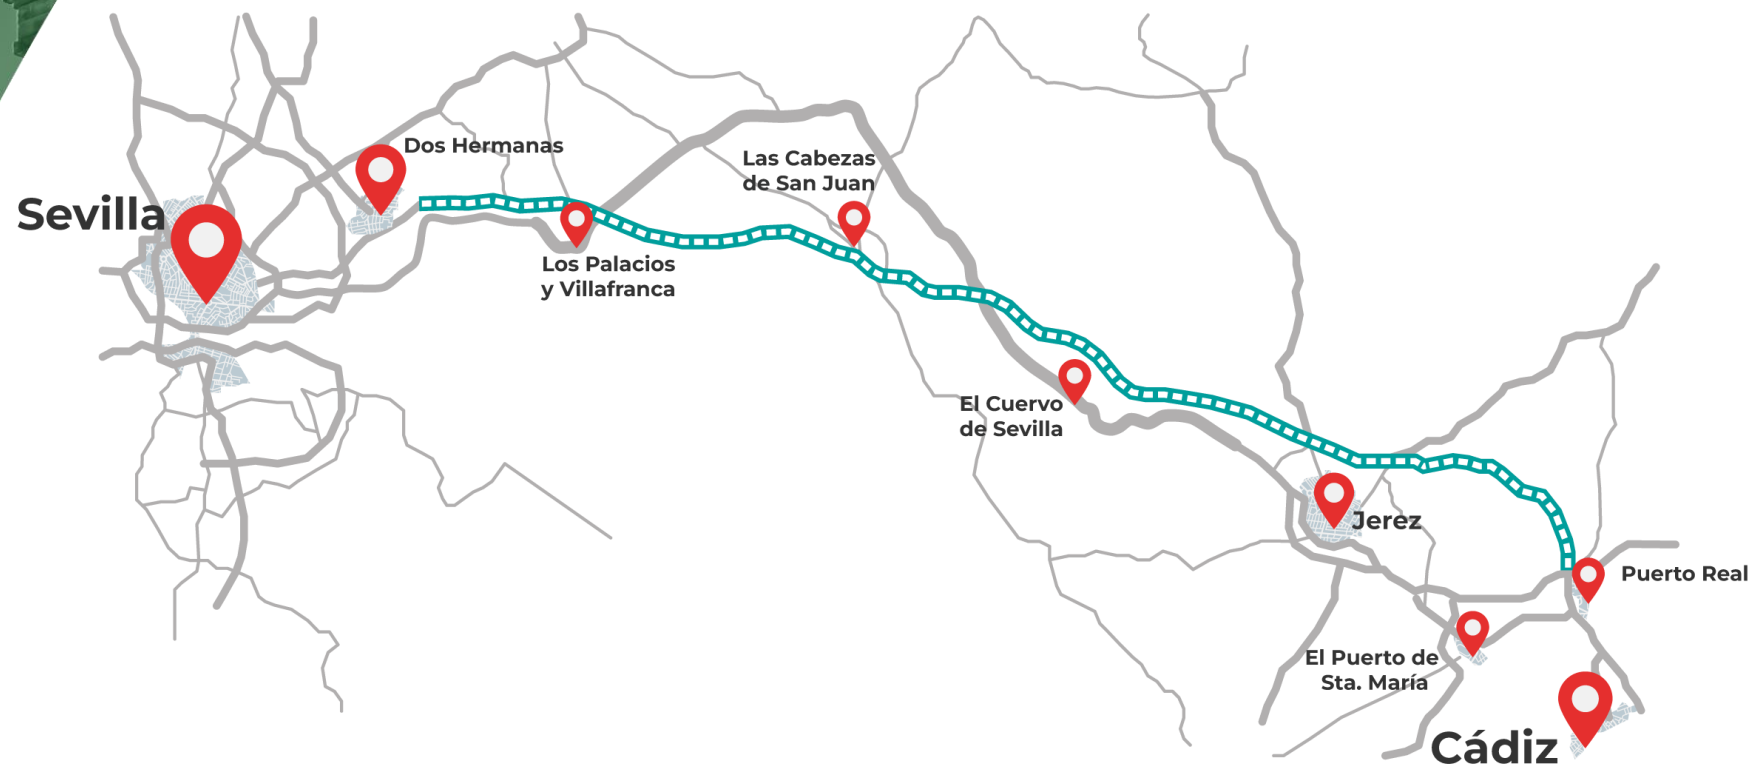 Dos Hermanas
Sevilla
Las Cabezas
de San Juan
Los Palacios
y Villafranca
El Cuervo
de Sevilla
Jerez
Puerto Real
El Puerto de
Sta. María
Cádiz